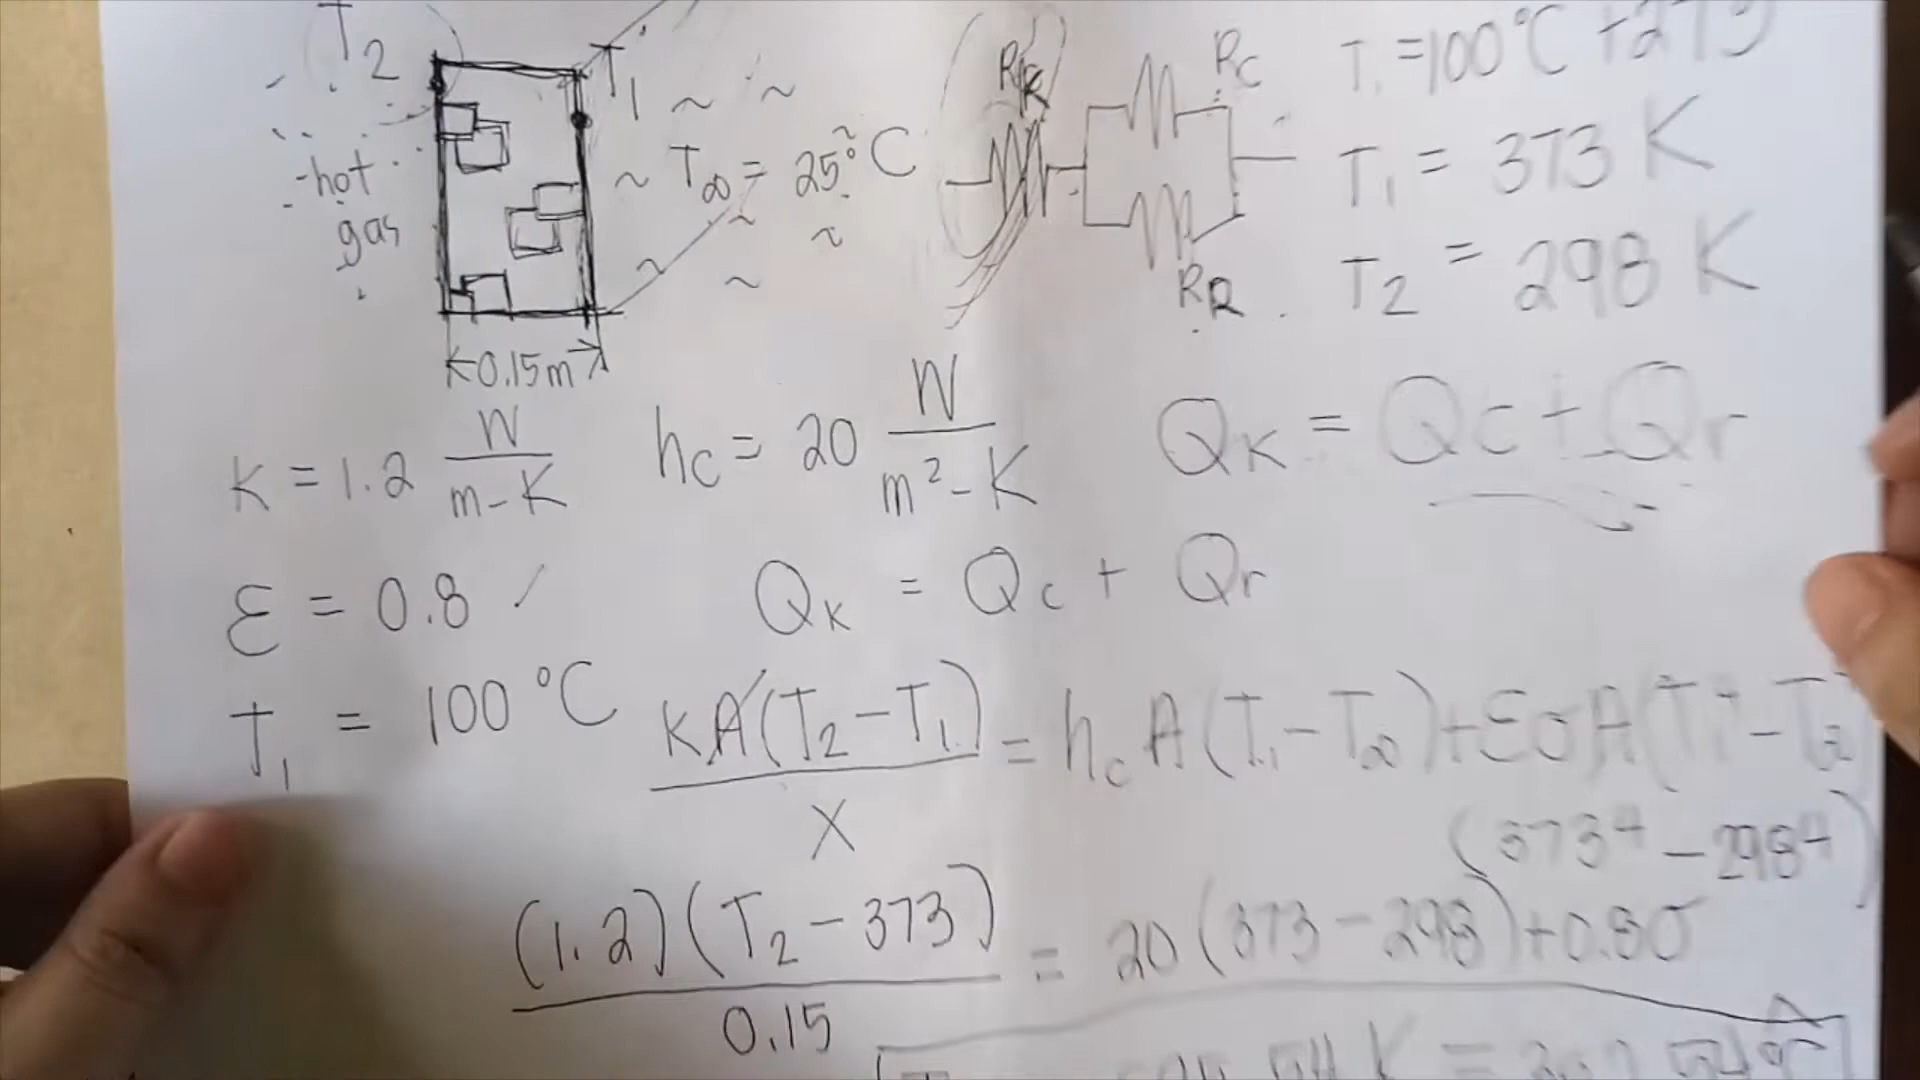 T2
T1
T∞ = 25°C
hot
gas
0.15m
RK
RC
RR
T1 = 100°C + 273
T1 = 373 K
T2 = 298 K
K = 1.2 W/m-K
hc = 20 W/m²-K
QK = Qc + Qr
ε = 0.8
QK = Qc + Qr
T1 = 100 °C
KA(T2 - T1)/X = hc A (T1 - T∞) + εσA(T1⁴ - T2⁴
(373⁴ - 298⁴)
(1.2)(T2 - 373)/0.15 = 20(373 - 298) + 0.8σ